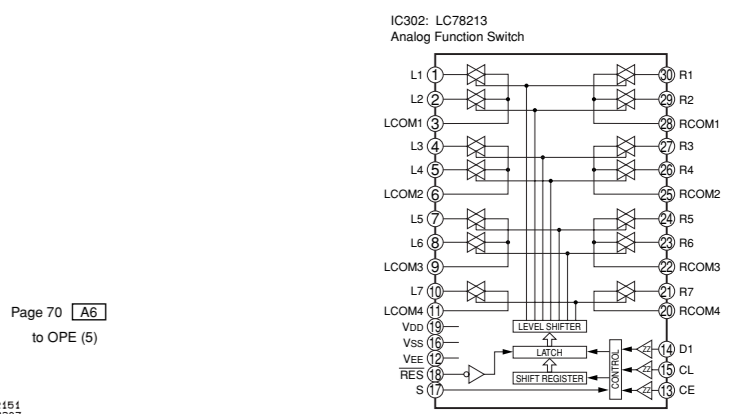 IC302: LC78213
Analog Function Switch
L1 1
30 R1
L2 2
29 R2
LCOM1 3
28 RCOM1
L3 4
27 R3
L4 5
26 R4
LCOM2 6
25 RCOM2
L5 7
24 R5
L6 8
23 R6
LCOM3 9
22 RCOM3
L7 10
21 R7
LCOM4 11
20 RCOM4
VDD 19
VSS 16
VEE 12
RES 18
S 17
LEVEL SHIFTER
LATCH
SHIFT REGISTER
CONTROL
14 D1
15 CL
13 CE
Page 70 A6
to OPE (5)